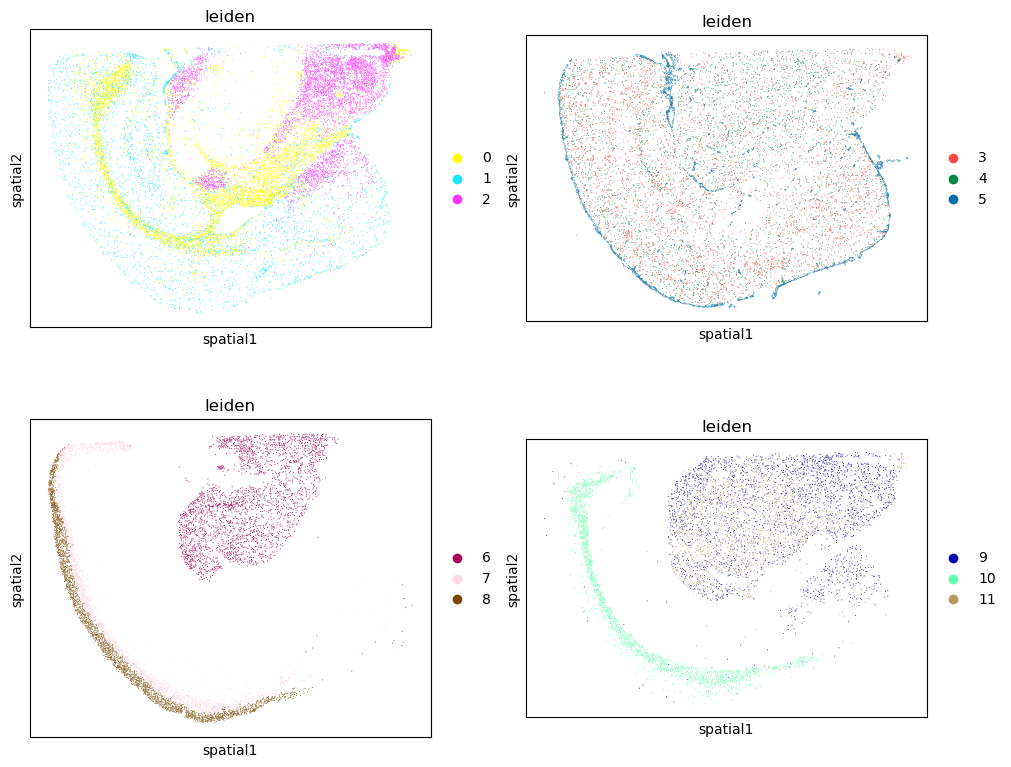 leiden
spatial2
spatial1
0
1
2
leiden
spatial2
spatial1
3
4
5
leiden
spatial2
spatial1
6
7
8
leiden
spatial2
spatial1
9
10
11